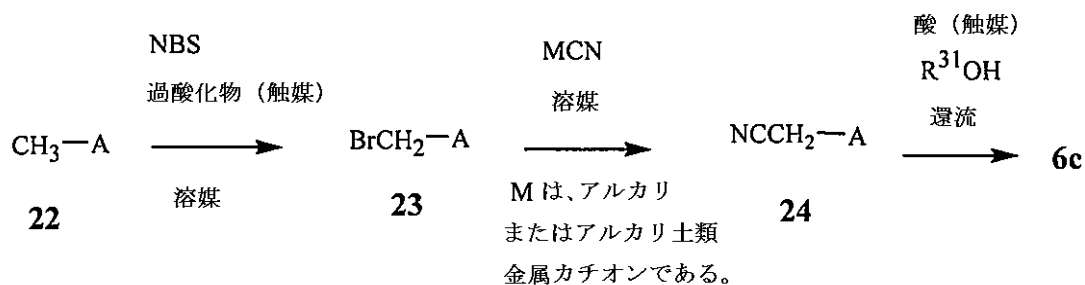 NBS
過酸化物（触媒）
CH3—A
溶媒
22
BrCH2—A
23
MCN
溶媒
M は、アルカリ
またはアルカリ土類
金属カチオンである。
NCCH2—A
24
酸（触媒）
R31OH
還流
6c